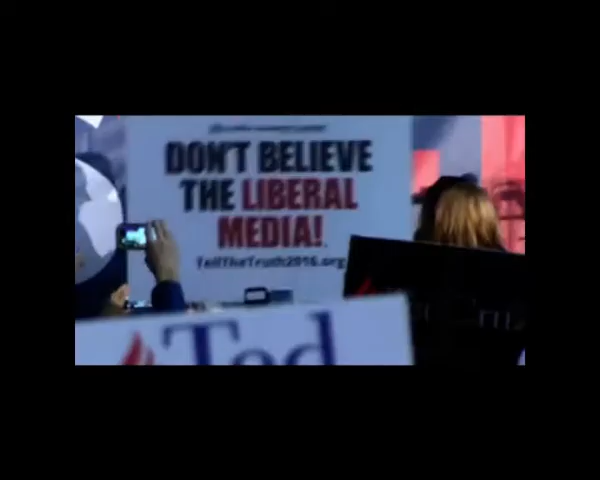 DON'T BELIEVE
THE LIBERAL
MEDIA!
TellTheTruth2016.org
Ted